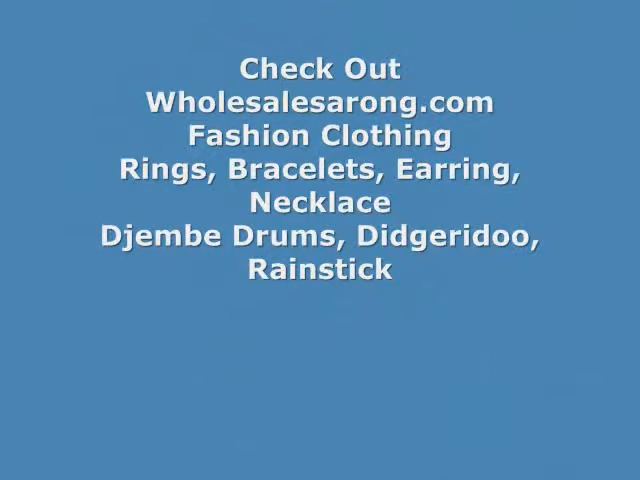 Check Out
Wholesalesarong.com
Fashion Clothing
Rings, Bracelets, Earring,
Necklace
Djembe Drums, Didgeridoo,
Rainstick